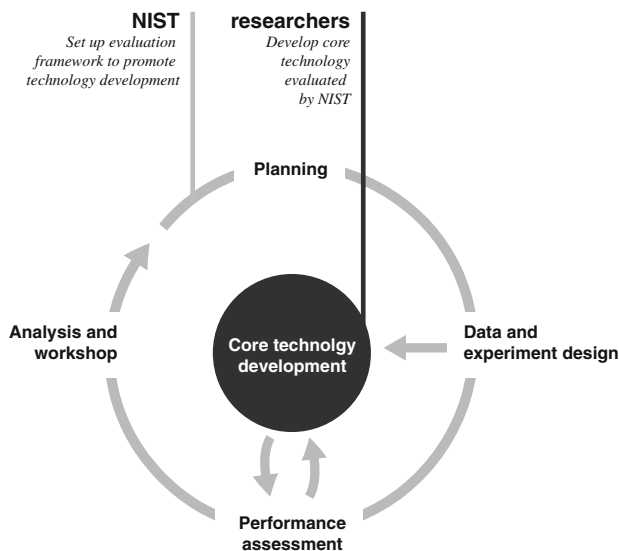 NIST
Set up evaluation
framework to promote
technology development
researchers
Develop core
technology
evaluated
by NIST
Planning
Analysis and
workshop
Core technolgy
development
Data and
experiment design
Performance
assessment